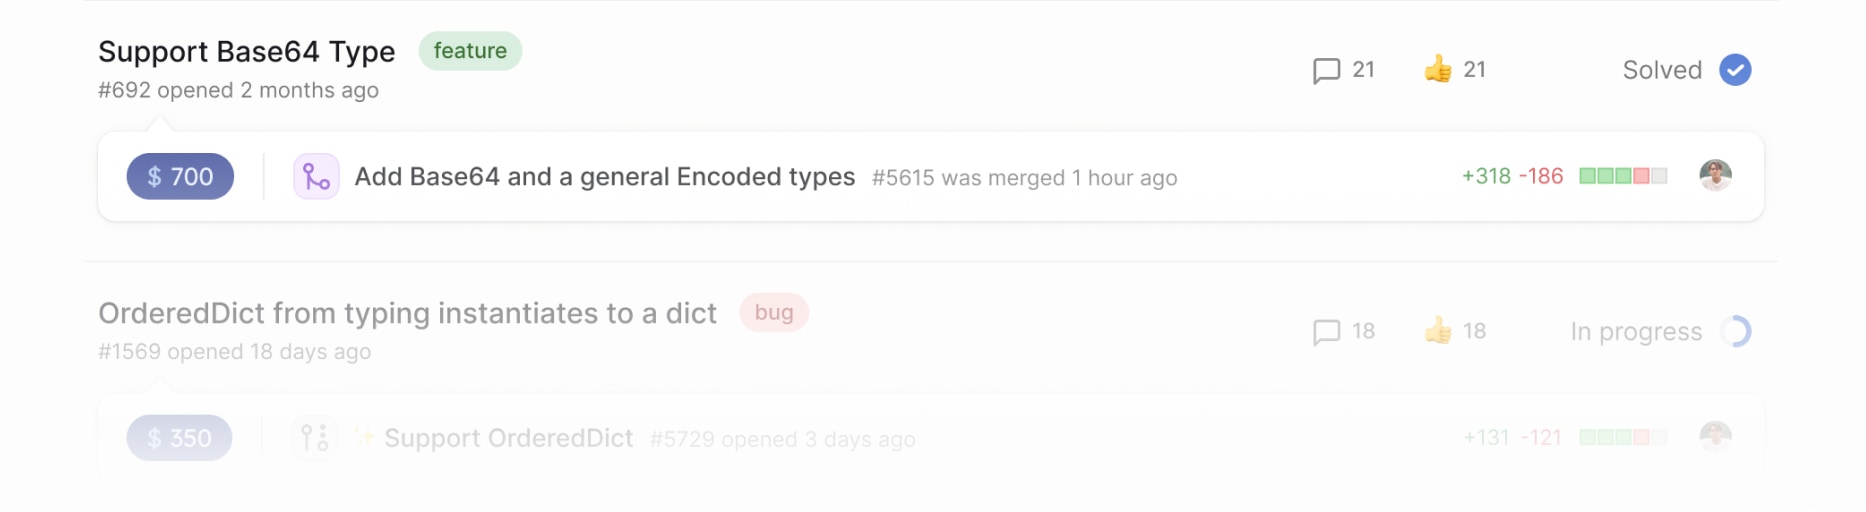 Support Base64 Type feature
#692 opened 2 months ago
21 👍 21 Solved
$ 700 Add Base64 and a general Encoded types #5615 was merged 1 hour ago +318 -186
OrderedDict from typing instantiates to a dict bug
#1569 opened 18 days ago
18 👍 18 In progress
$ 350 ✨ Support OrderedDict #5729 opened 3 days ago +131 -121